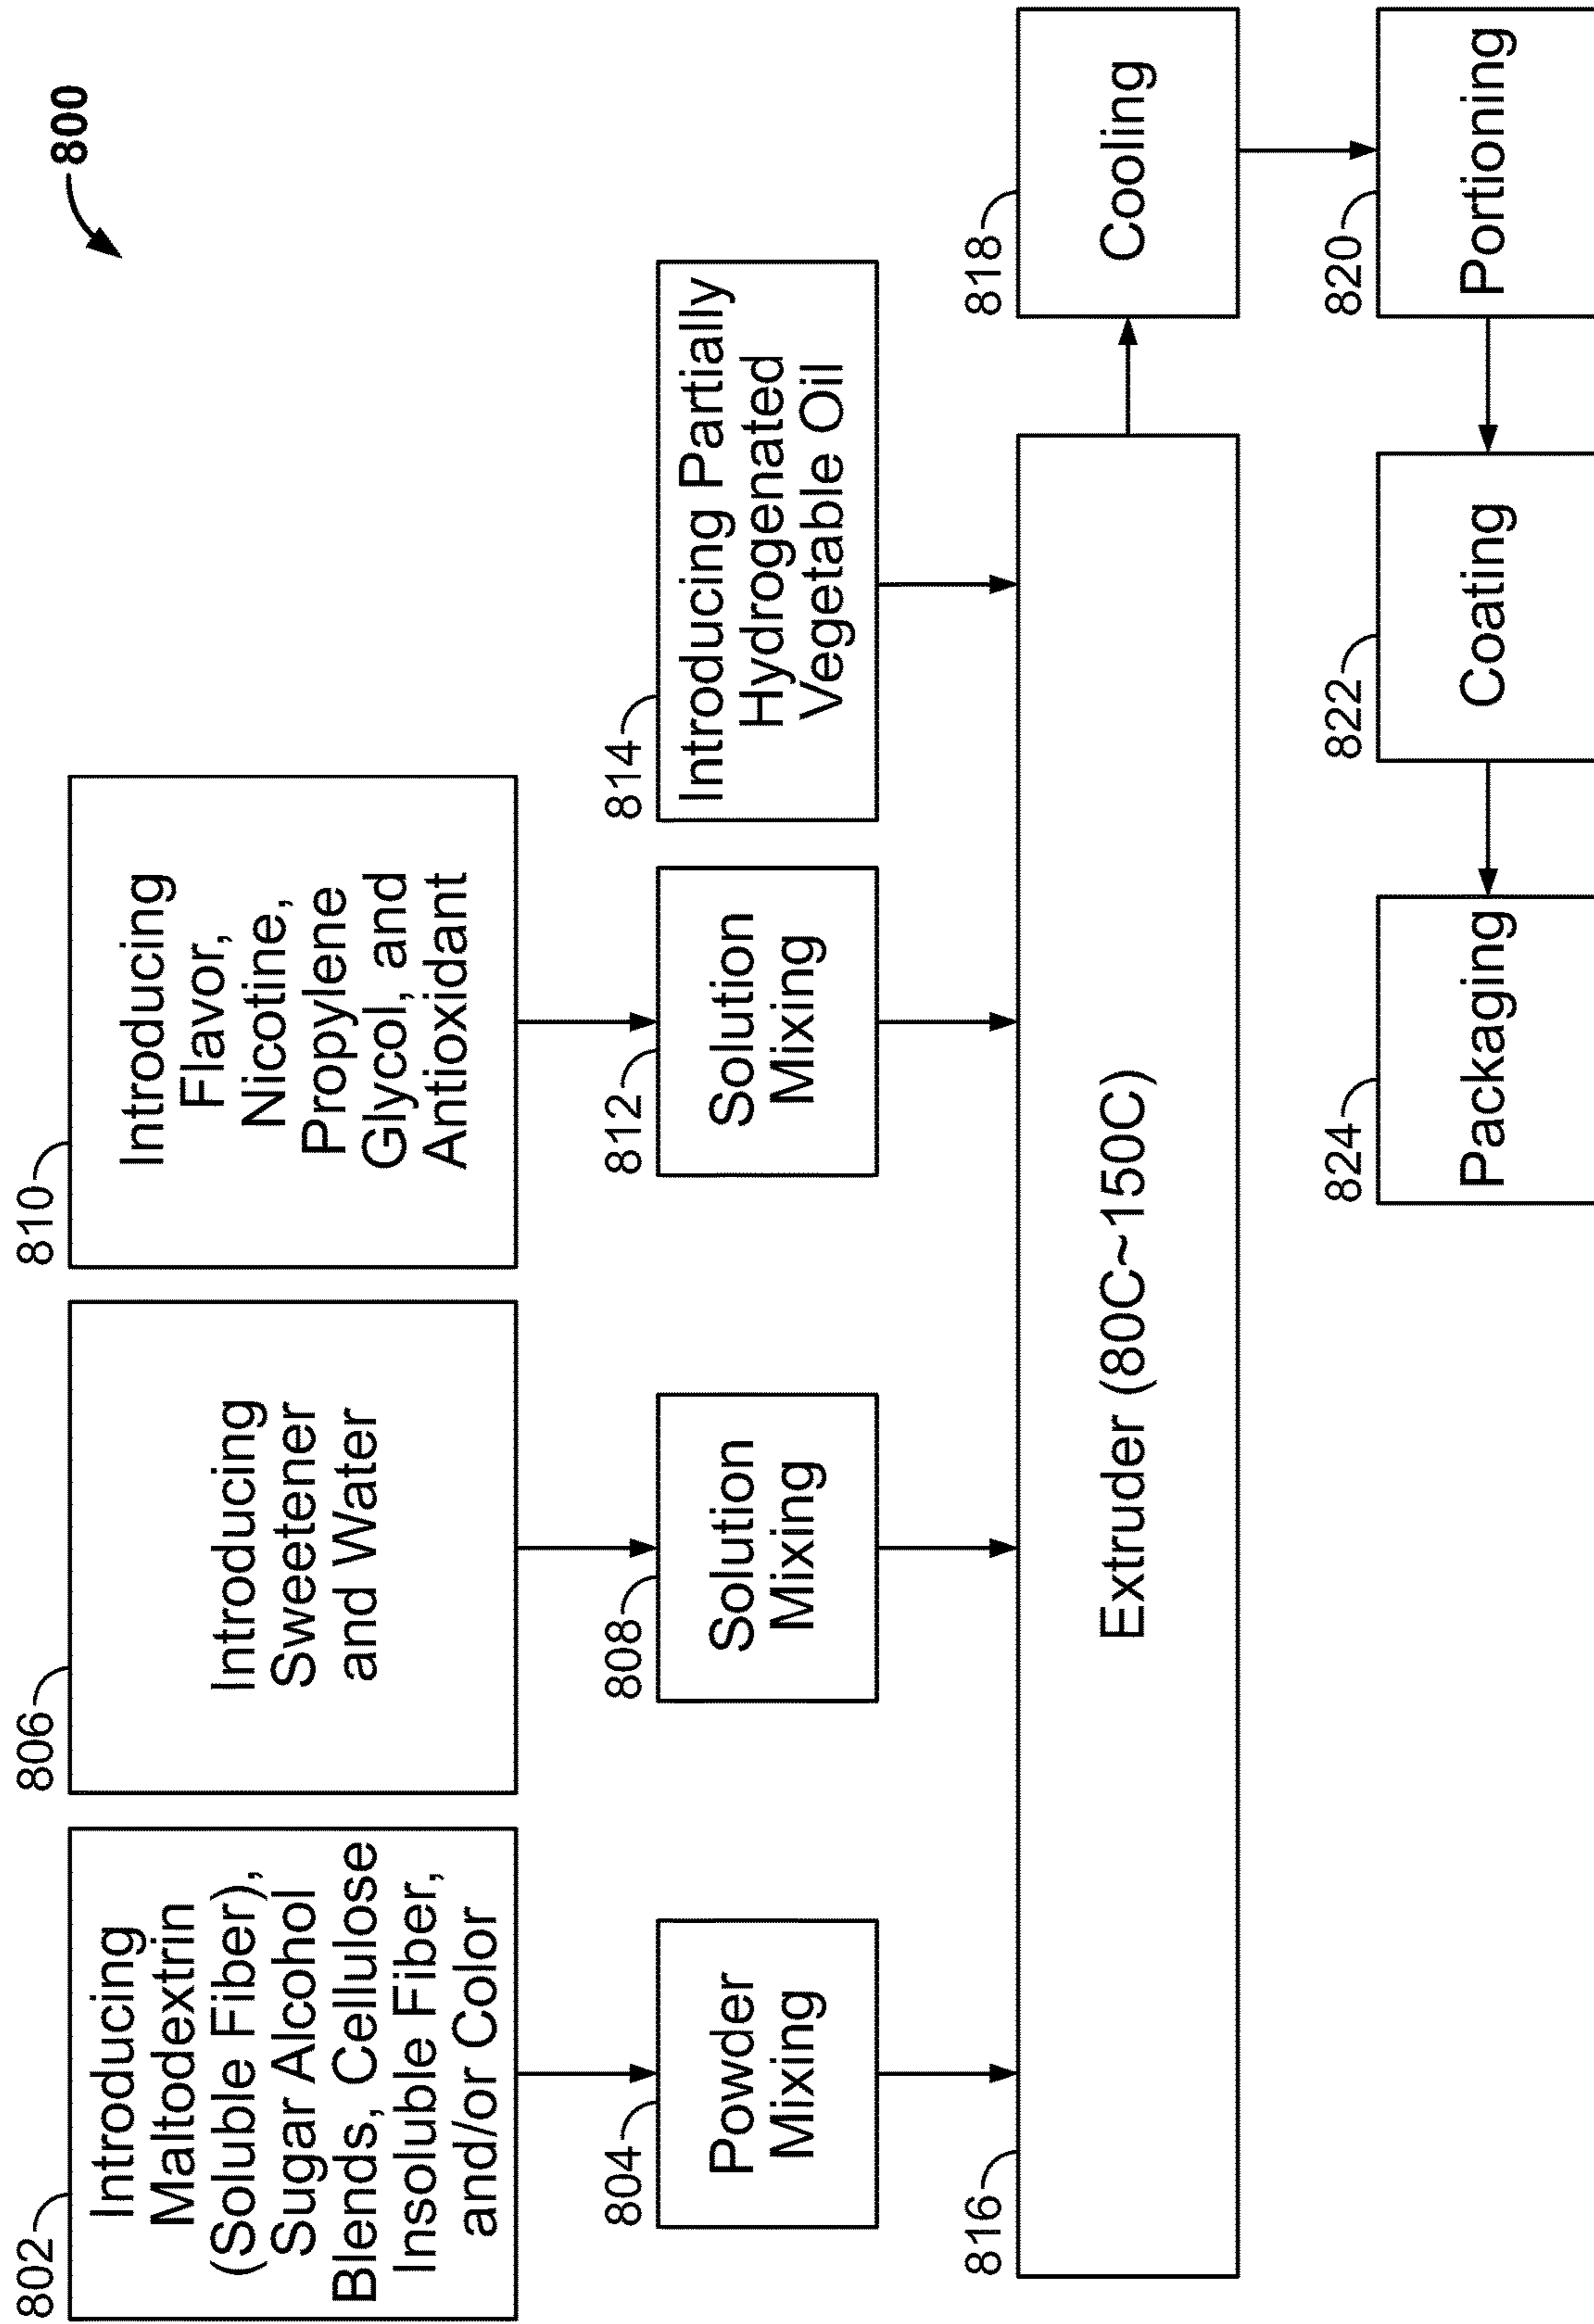 800
802
Introducing
Maltodextrin
(Soluble Fiber),
Sugar Alcohol
Blends, Cellulose
Insoluble Fiber,
and/or Color
806
Introducing
Sweetener
and Water
810
Introducing
Flavor,
Nicotine,
Propylene
Glycol, and
Antioxidant
804
Powder
Mixing
808
Solution
Mixing
812
Solution
Mixing
814
Introducing Partially
Hydrogenated
Vegetable Oil
816
Extruder (80C~150C)
818
Cooling
820
Portioning
822
Coating
824
Packaging